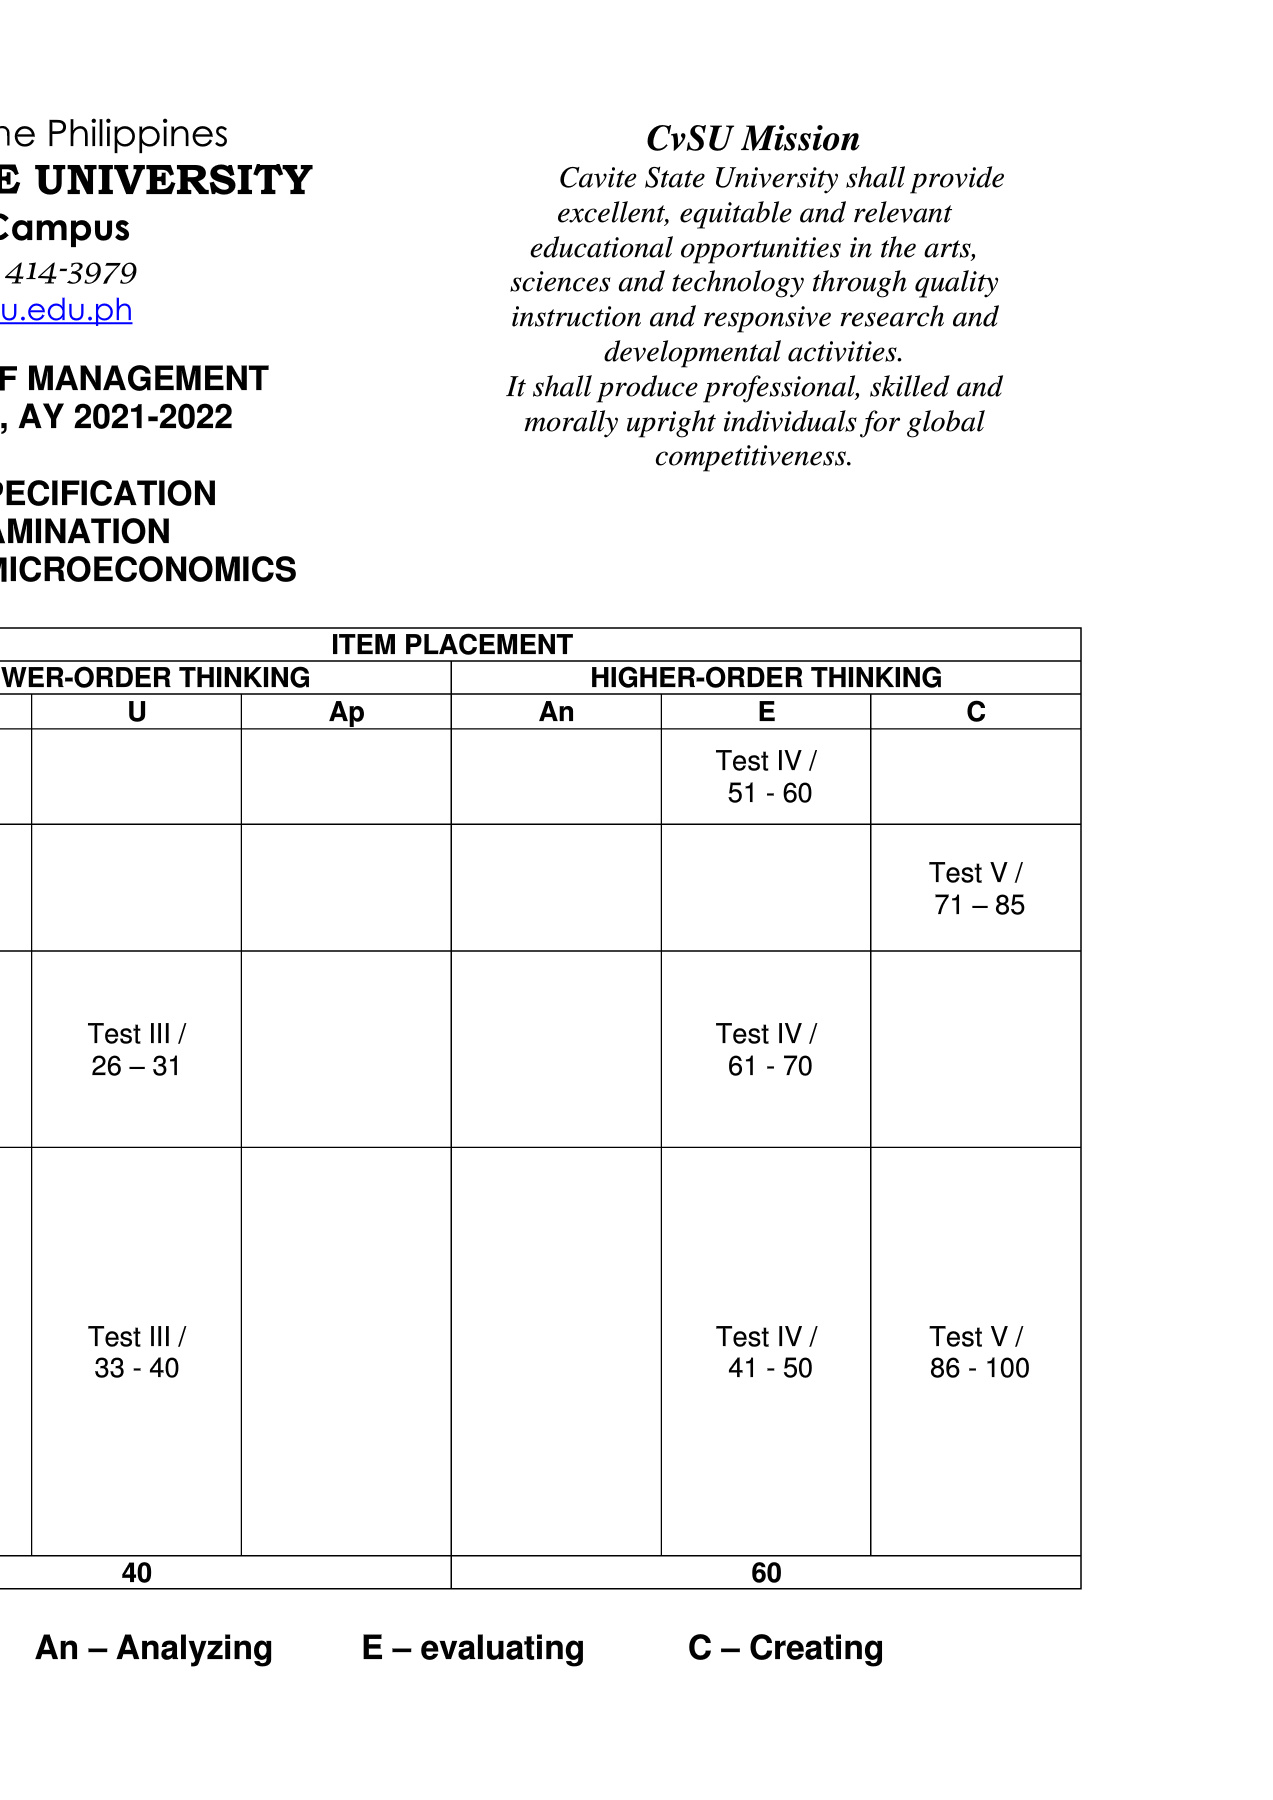 ne Philippines
E UNIVERSITY
Campus
414-3979
u.edu.ph
F MANAGEMENT
, AY 2021-2022
PECIFICATION
AMINATION
MICROECONOMICS
CvSU Mission
Cavite State University shall provide
excellent, equitable and relevant
educational opportunities in the arts,
sciences and technology through quality
instruction and responsive research and
developmental activities.
It shall produce professional, skilled and
morally upright individuals for global
competitiveness.
ITEM PLACEMENT
WER-ORDER THINKING HIGHER-ORDER THINKING
U Ap An E C
Test IV /
51 - 60
Test V /
71 – 85
Test III / Test IV /
26 – 31 61 - 70
Test III / Test IV / Test V /
33 - 40 41 - 50 86 - 100
40 60
An – Analyzing E – evaluating C – Creating